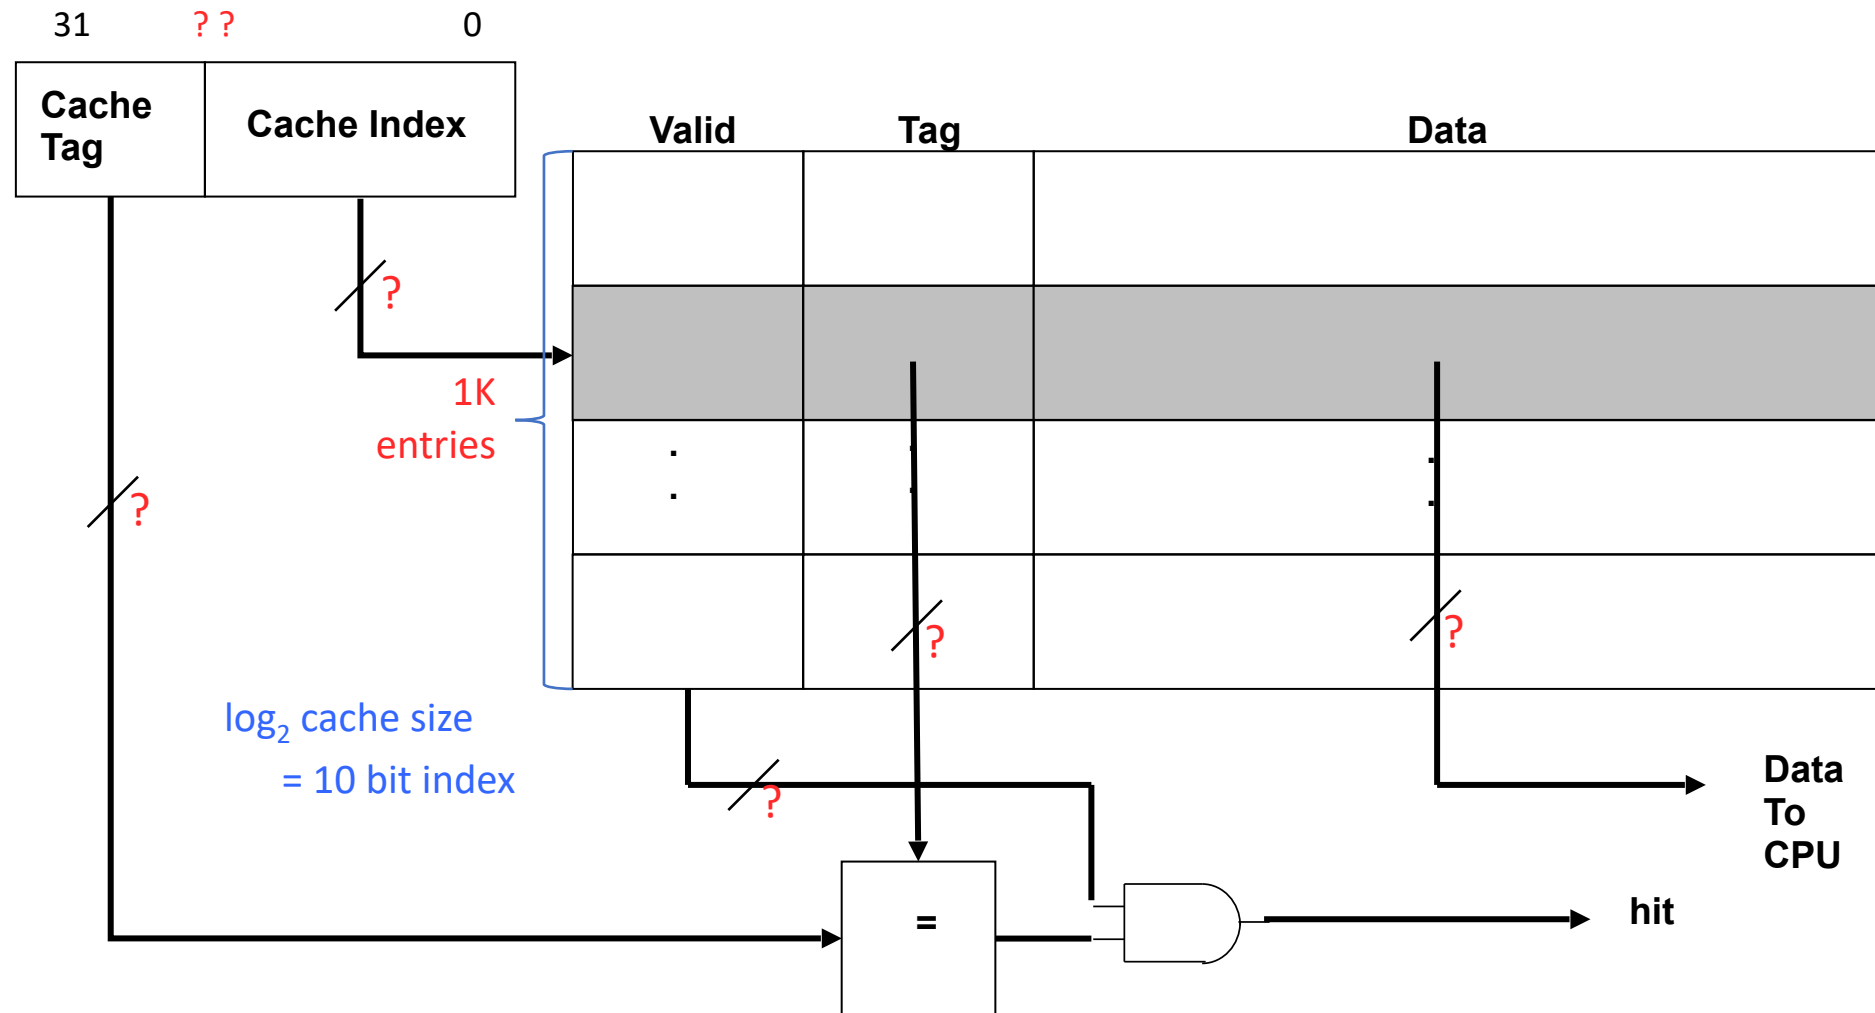 31 ? ? 0
Cache
Tag
Cache Index
Valid Tag Data
?
1K
entries
?
.
.
.
.
.
.
?
?
log₂ cache size
= 10 bit index
?
Data
To
CPU
=
hit